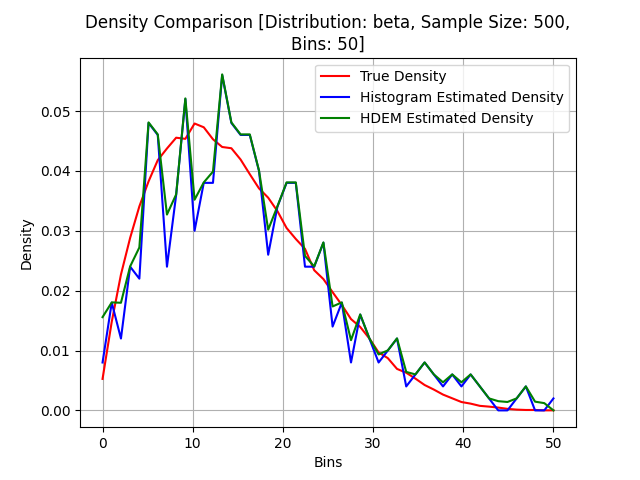 Density Comparison [Distribution: beta, Sample Size: 500,
Bins: 50]
True Density
Histogram Estimated Density
HDEM Estimated Density
Density
0.05
0.04
0.03
0.02
0.01
0.00
0
10
20
30
40
50
Bins